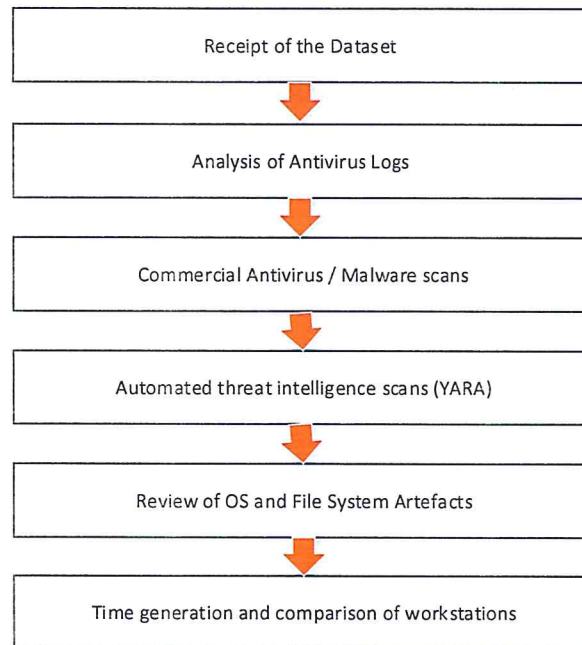 Receipt of the Dataset
Analysis of Antivirus Logs
Commercial Antivirus / Malware scans
Automated threat intelligence scans (YARA)
Review of OS and File System Artefacts
Time generation and comparison of workstations